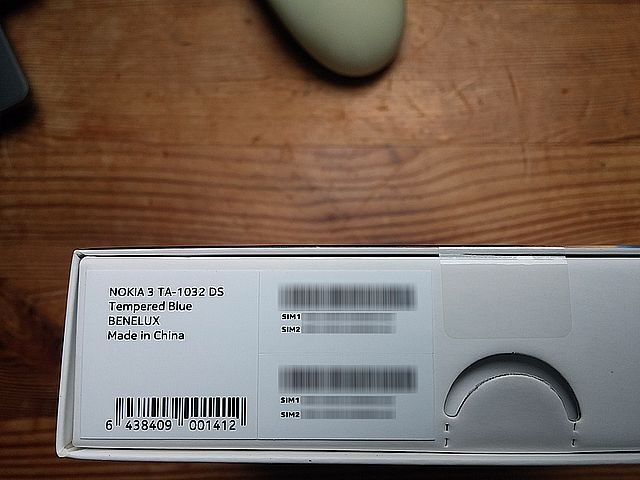 NOKIA 3 TA-1032 DS
Tempered Blue
BENELUX
Made in China
6 438409 001412
SIM1
SIM2
SIM1
SIM2